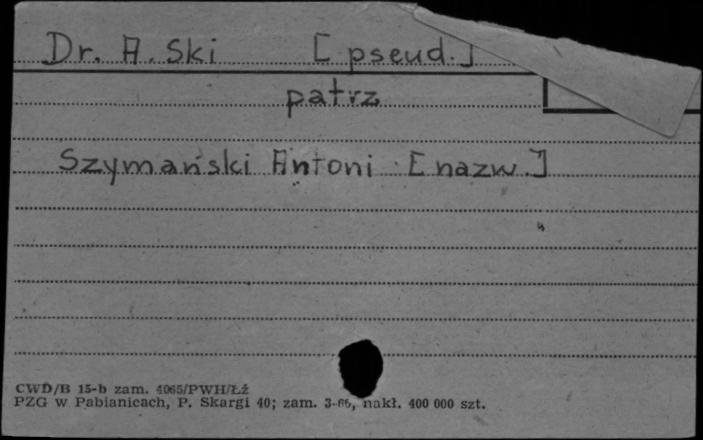 Dr. A. Ski [pseud.]
patrz
Szymański Antoni [nazw.]
CWD/B 15-b zam. 4065/PWH/Łź
PZG w Pabianicach, P. Skargi 40; zam. 3-66, nakł. 400 000 szt.